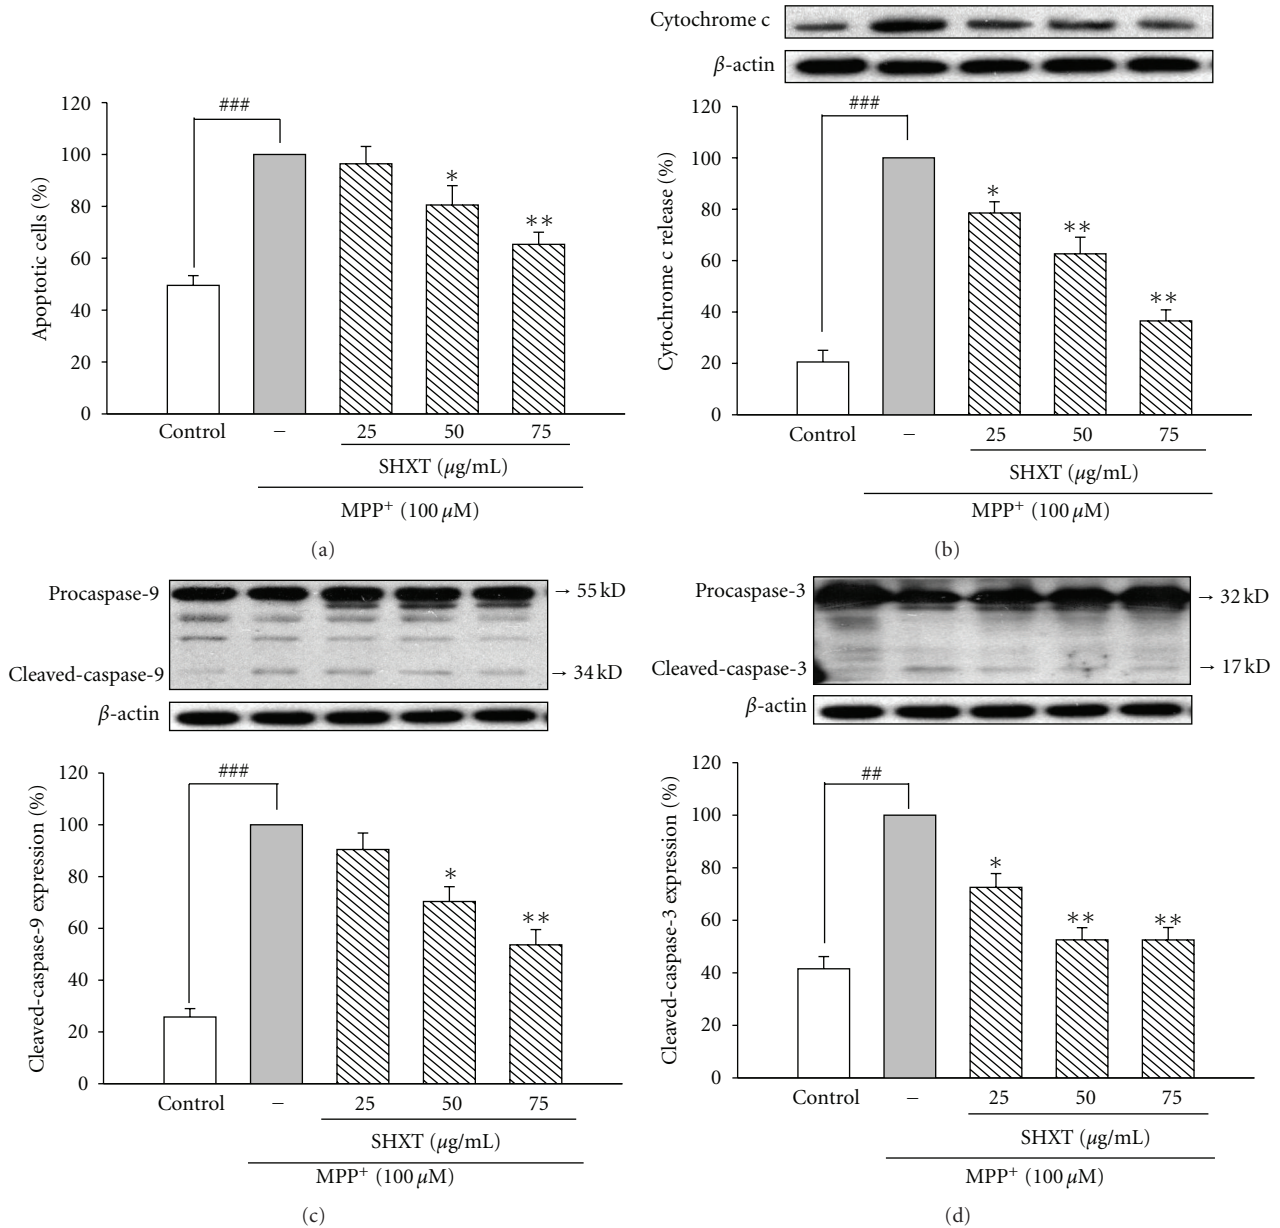 Cytochrome c
β-actin
###
120
100
80
60
40
20
0
Apoptotic cells (%)
*
**
Control
−
25
50
75
SHXT (μg/mL)
MPP+ (100 μM)
(a)
###
120
100
80
60
40
20
0
Cytochrome c release (%)
*
**
**
Control
−
25
50
75
SHXT (μg/mL)
MPP+ (100 μM)
(b)
Procaspase-9
→ 55 kD
Cleaved-caspase-9
→ 34 kD
β-actin
###
120
100
80
60
40
20
0
Cleaved-caspase-9 expression (%)
*
**
Control
−
25
50
75
SHXT (μg/mL)
MPP+ (100 μM)
(c)
Procaspase-3
→ 32 kD
Cleaved-caspase-3
→ 17 kD
β-actin
##
120
100
80
60
40
20
0
Cleaved-caspase-3 expression (%)
*
**
**
Control
−
25
50
75
SHXT (μg/mL)
MPP+ (100 μM)
(d)